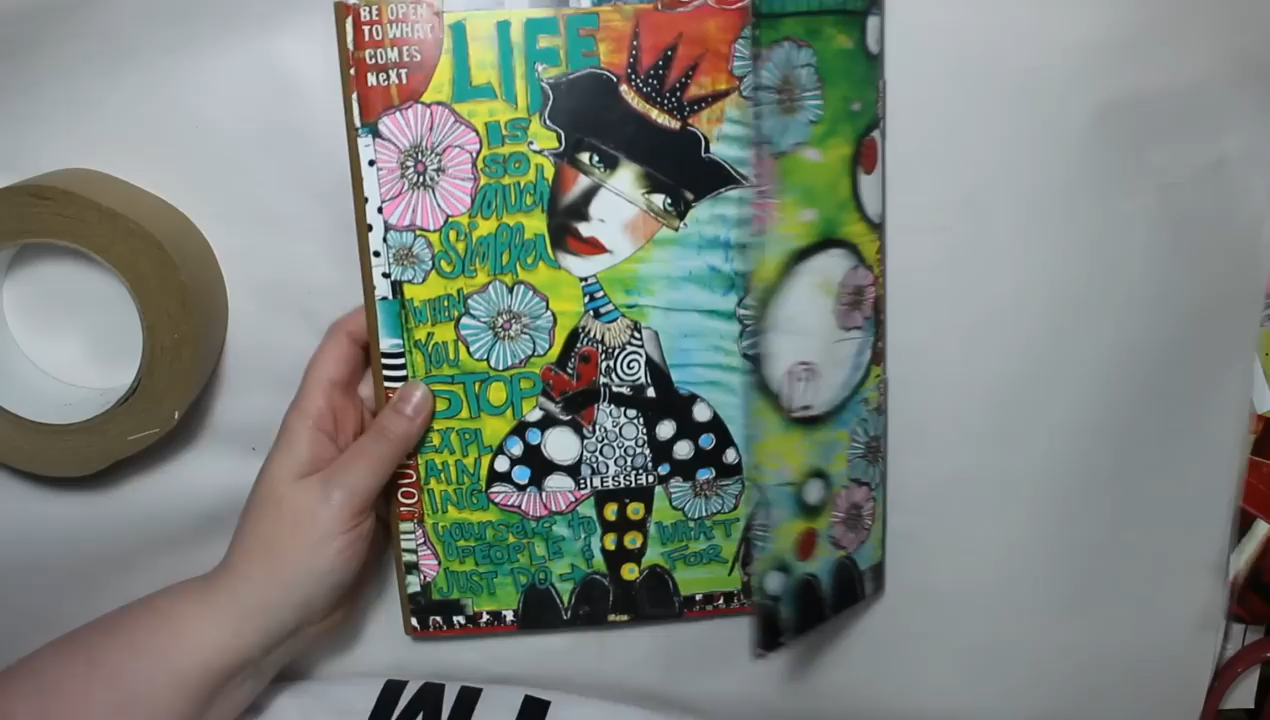 BE OPEN
TO WHAT
COMES
NeXT
LIFE
IS
SO
Much
Simpler
WHEN
YOU
STOP
EXPL
AIN
ING
yourself to
PEOPLE
JUST DO
WHAT
FOR
BLESSED
JOU